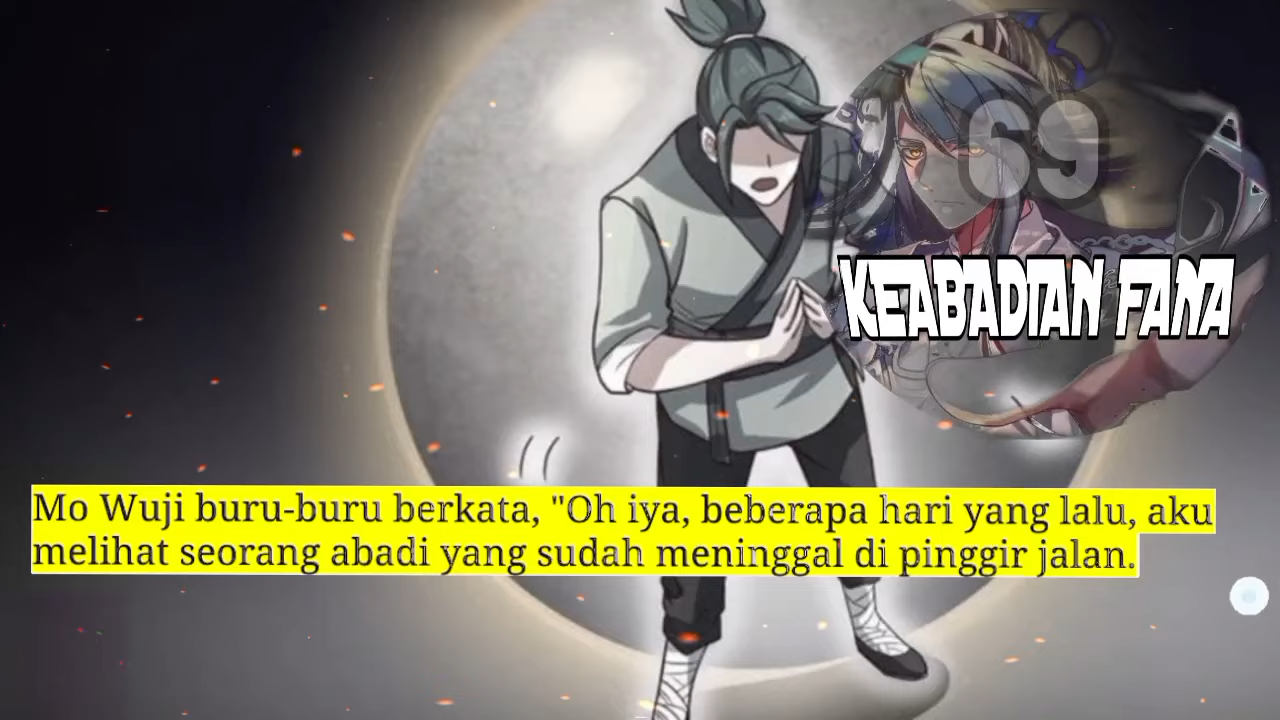 69
KEABADIAN FANA
Mo Wuji buru-buru berkata, "Oh iya, beberapa hari yang lalu, aku
melihat seorang abadi yang sudah meninggal di pinggir jalan.